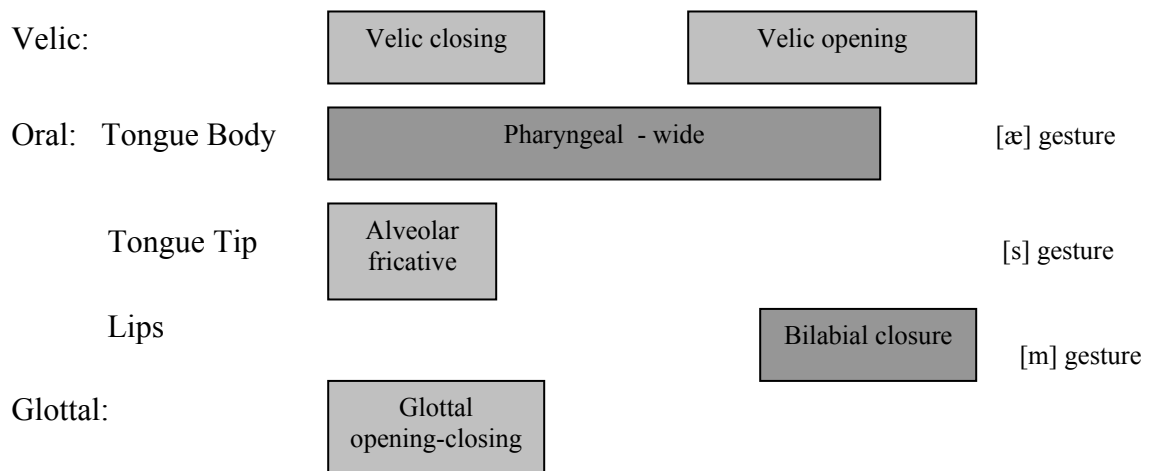 Velic: Velic closing Velic opening
Oral: Tongue Body Pharyngeal - wide [æ] gesture
Tongue Tip Alveolar fricative [s] gesture
Lips Bilabial closure [m] gesture
Glottal: Glottal opening-closing